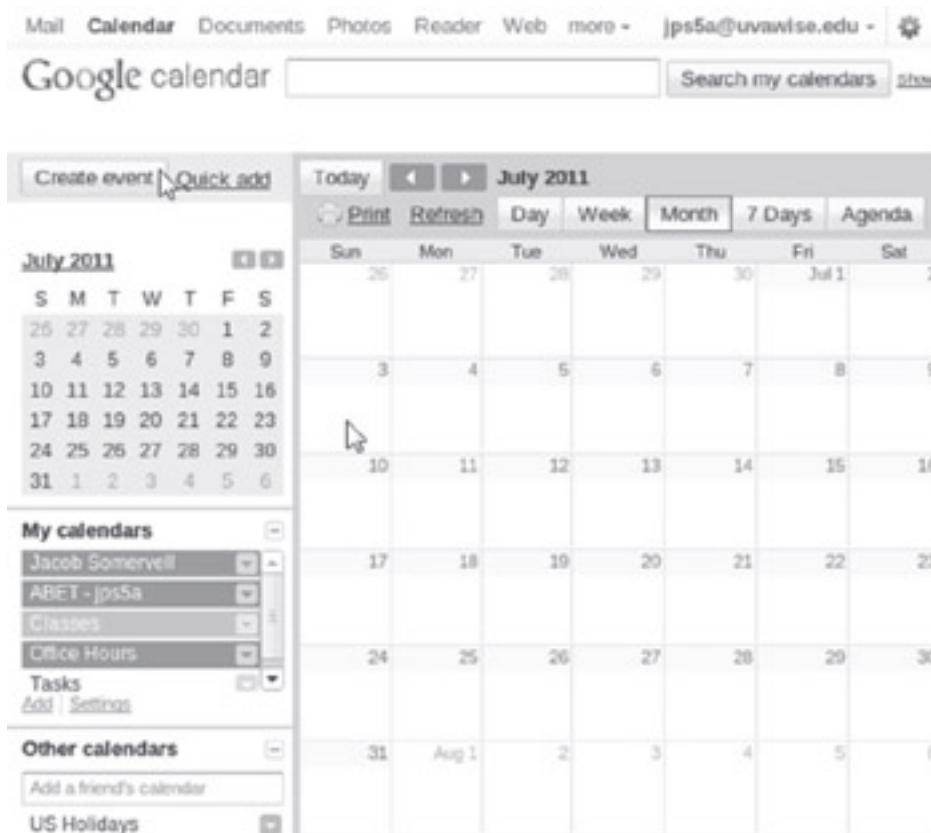 Mail Calendar Documents Photos Reader Web more jps5a@uvawise.edu
Google calendar Search my calendars Show
Create event Quick add
July 2011
S M T W T F S
26 27 28 29 30 1 2
3 4 5 6 7 8 9
10 11 12 13 14 15 16
17 18 19 20 21 22 23
24 25 26 27 28 29 30
31 1 2 3 4 5 6
My calendars
Jacob Somervell
ABET - jps5a
Classes
Office Hours
Tasks
Add Settings
Other calendars
Add a friend's calendar
US Holidays
Today July 2011
Print Refresh Day Week Month 7 Days Agenda
Sun Mon Tue Wed Thu Fri Sat
26 27 28 29 30 Jul 1 2
3 4 5 6 7 8 9
10 11 12 13 14 15
17 18 19 20 21 22
24 25 26 27 28 29
31 Aug 1 2 3 4 5